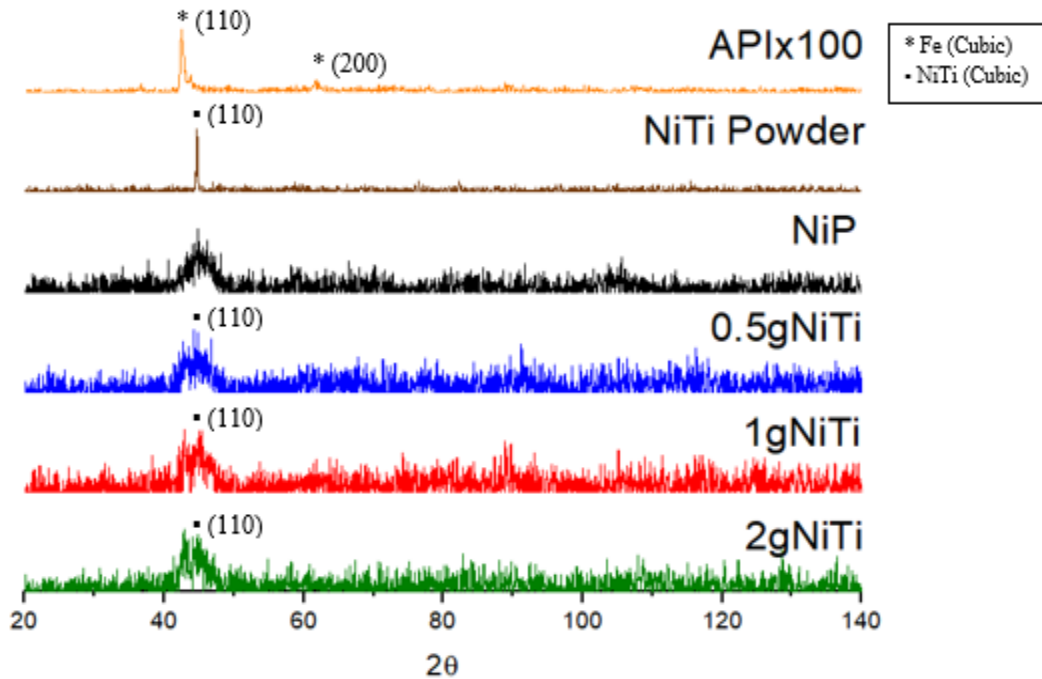 * (110)
* (200)
APIx100
* Fe (Cubic)
▪ NiTi (Cubic)
▪ (110)
NiTi Powder
NiP
▪ (110)
0.5gNiTi
▪ (110)
1gNiTi
▪ (110)
2gNiTi
20 40 60 80 100 120 140
2θ